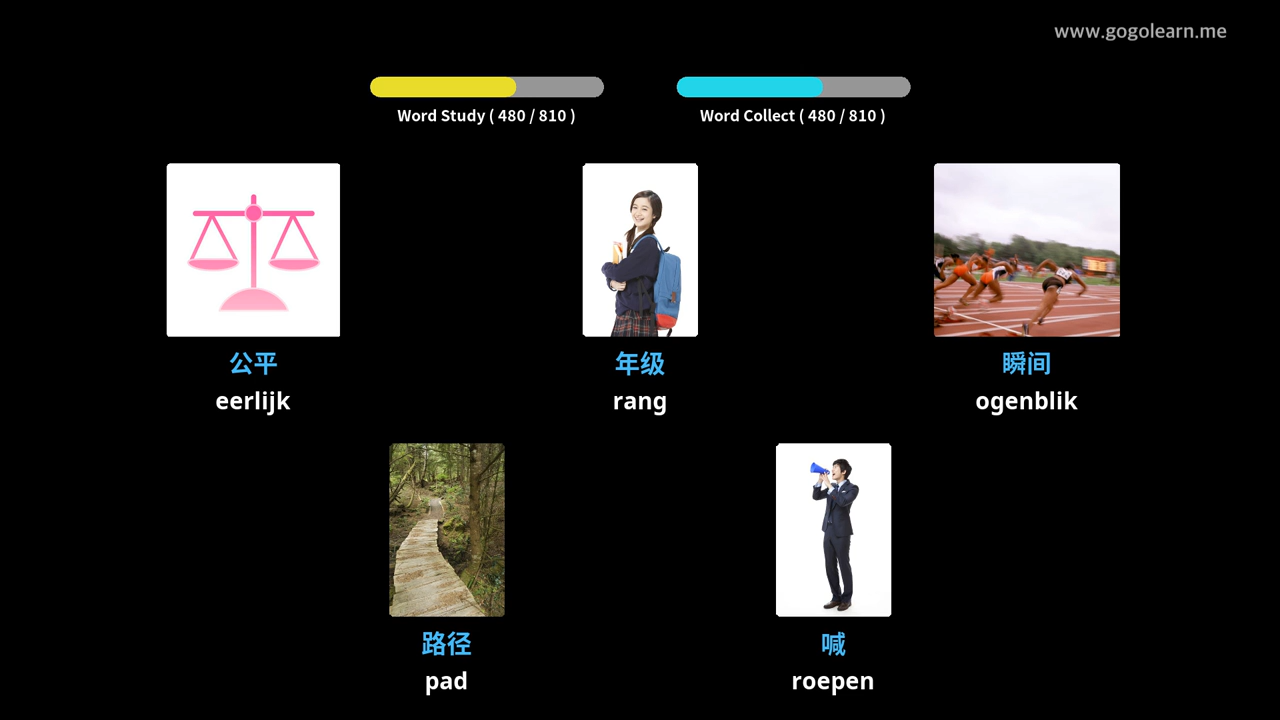 www.gogolearn.me
Word Study ( 480 / 810 )
Word Collect ( 480 / 810 )
公平
eerlijk
年级
rang
瞬间
ogenblik
路径
pad
喊
roepen